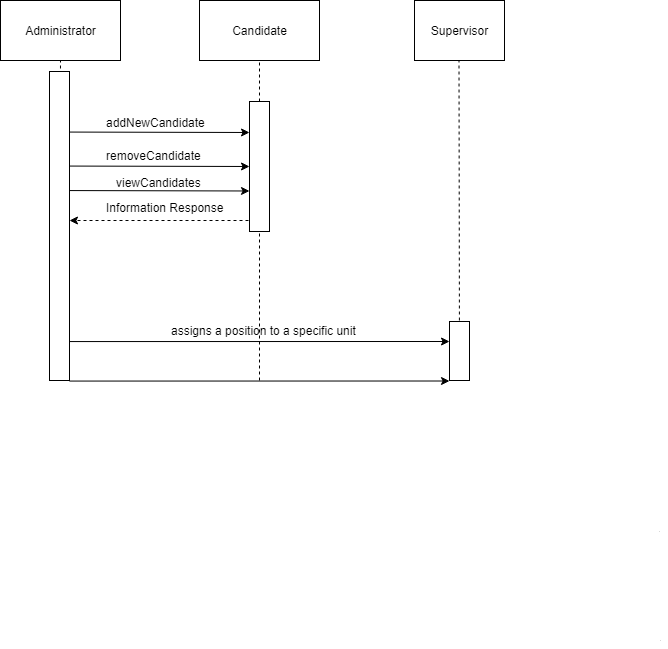 Administrator
Candidate
Supervisor
addNewCandidate
removeCandidate
viewCandidates
Information Response
assigns a position to a specific unit